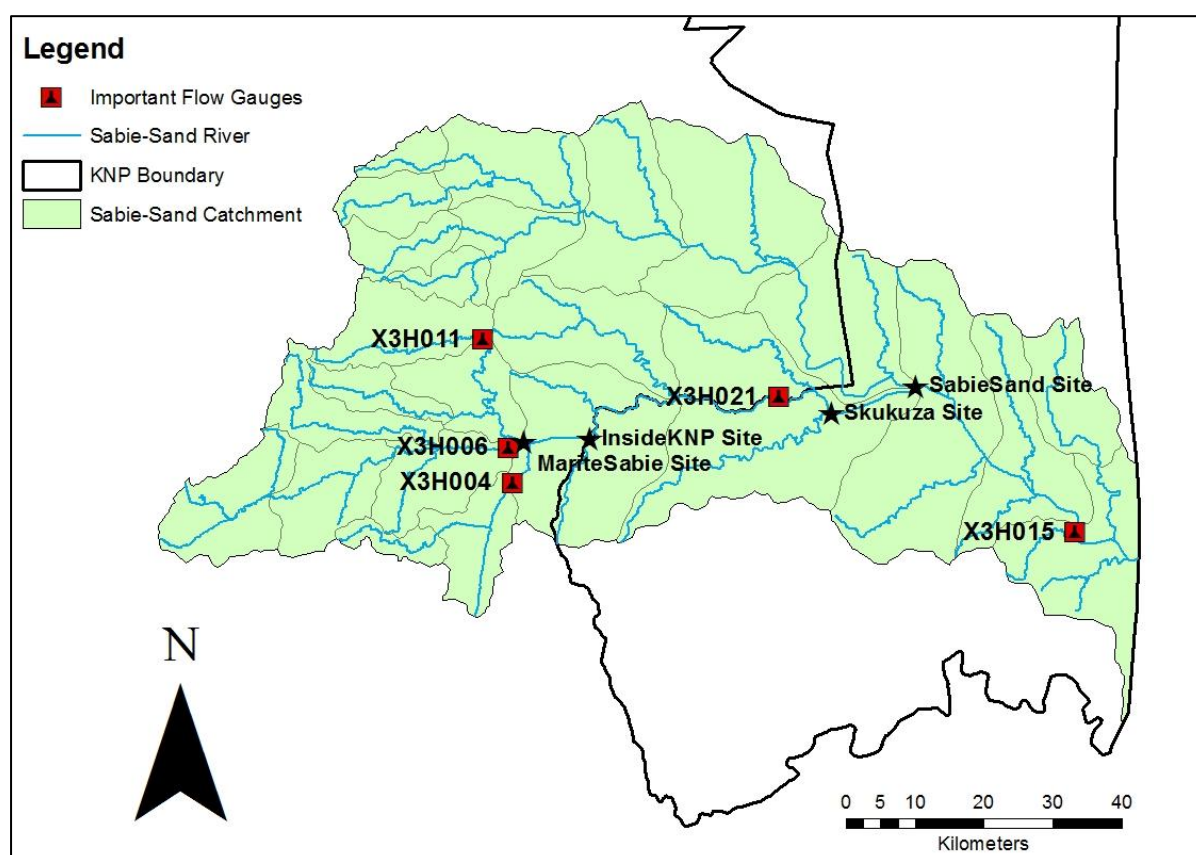 Legend
Important Flow Gauges
Sabie-Sand River
KNP Boundary
Sabie-Sand Catchment
X3H011
SabieSand Site
X3H021
Skukuza Site
InsideKNP Site
X3H006
MariteSabie Site
X3H004
X3H015
N
0 5 10 20 30 40
Kilometers